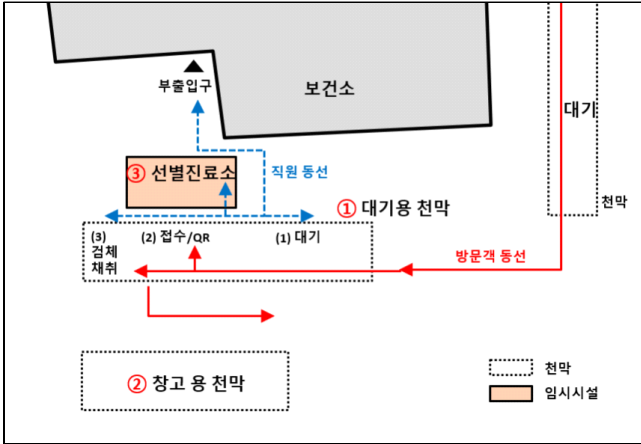 부출입구
보건소
대기
③ 선별진료소
직원 동선
천막
① 대기용 천막
(3)
검체
채취
(2) 접수/QR
(1) 대기
방문객 동선
② 창고 용 천막
천막
임시시설